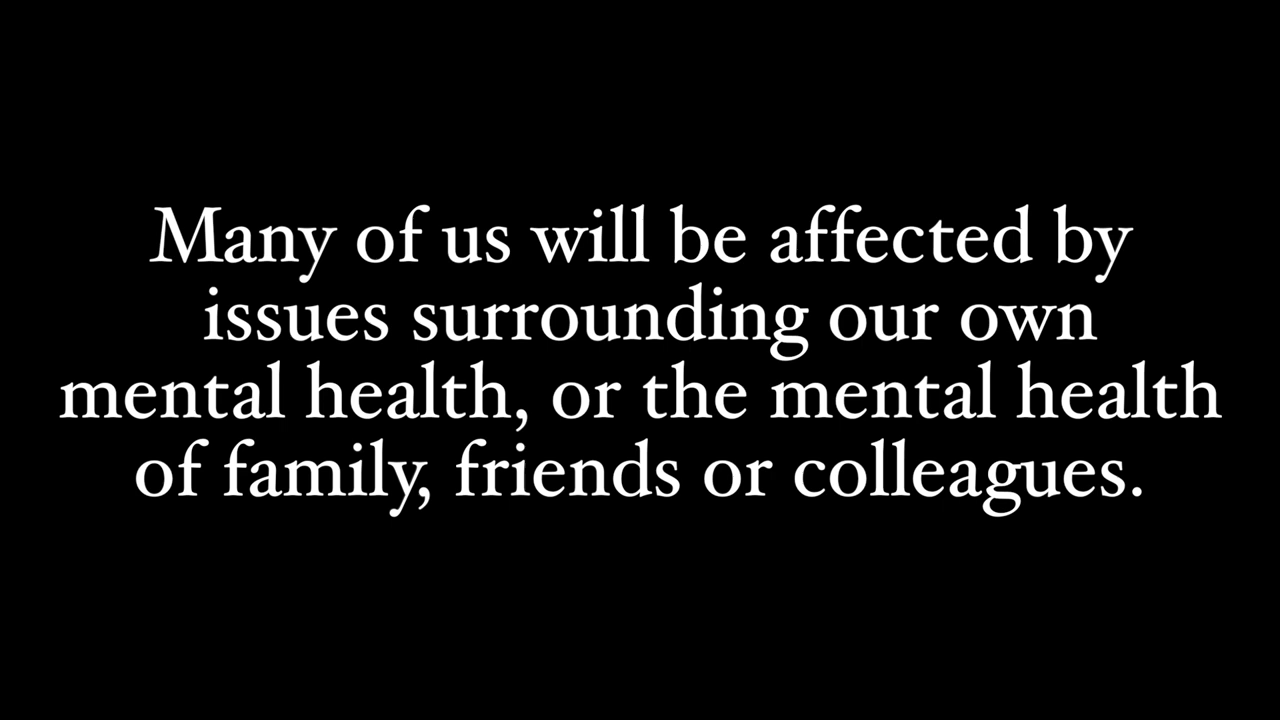 Many of us will be affected by
issues surrounding our own
mental health, or the mental health
of family, friends or colleagues.